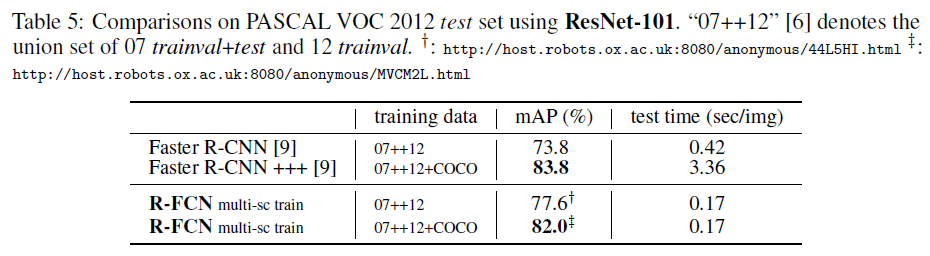 Table 5: Comparisons on PASCAL VOC 2012 test set using ResNet-101. “07++12” [6] denotes the
union set of 07 trainval+test and 12 trainval. †: http://host.robots.ox.ac.uk:8080/anonymous/44L5HI.html ‡:
http://host.robots.ox.ac.uk:8080/anonymous/MVCM2L.html
training data mAP (%) test time (sec/img)
Faster R-CNN [9] 07++12 73.8 0.42
Faster R-CNN +++ [9] 07++12+COCO 83.8 3.36
R-FCN multi-sc train 07++12 77.6† 0.17
R-FCN multi-sc train 07++12+COCO 82.0‡ 0.17